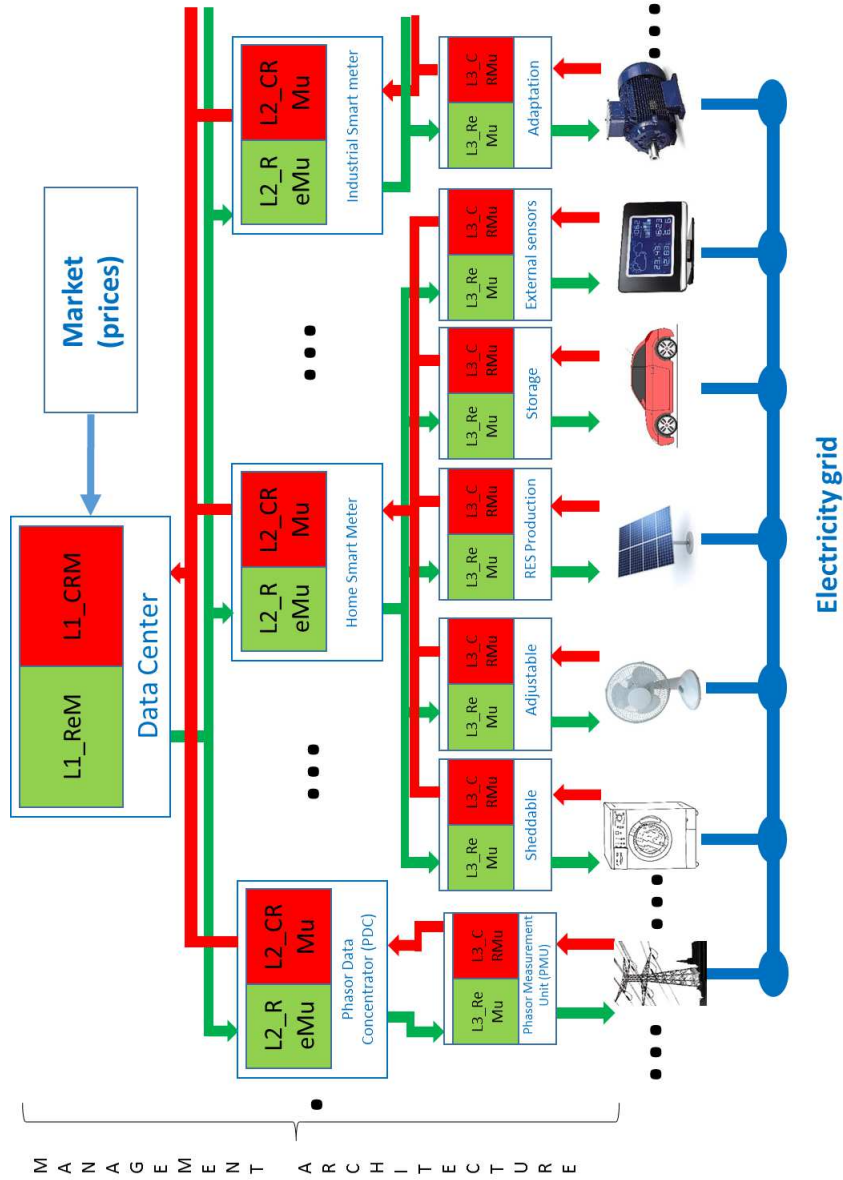 MANAGEMENT ARCHITECTURE
Market
(prices)
L1_ReM
L1_CRM
Data Center
L2_R
eMu
L2_CR
Mu
Phasor Data
Concentrator (PDC)
L2_R
eMu
L2_CR
Mu
Home Smart Meter
L2_R
eMu
L2_CR
Mu
Industrial Smart meter
L3_Re
Mu
L3_C
RMu
Phasor Measurement
Unit (PMU)
L3_Re
Mu
L3_C
RMu
Sheddable
L3_Re
Mu
L3_C
RMu
Adjustable
L3_Re
Mu
L3_C
RMu
RES Production
L3_Re
Mu
L3_C
RMu
Storage
L3_Re
Mu
L3_C
RMu
External sensors
L3_Re
Mu
L3_C
RMu
Adaptation
Electricity grid